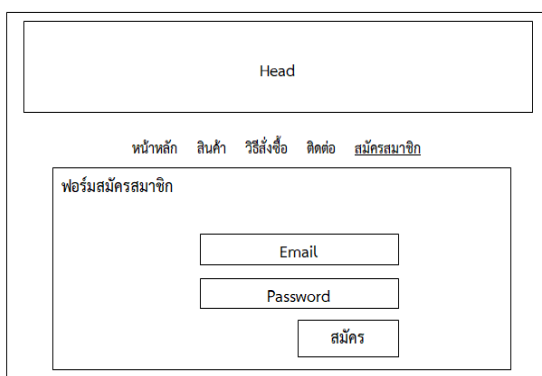 Head
หน้าหลัก สินค้า วิธีสั่งซื้อ ติดต่อ สมัครสมาชิก
ฟอร์มสมัครสมาชิก
Email
Password
สมัคร